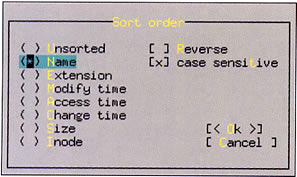 Sort order
( ) Unsorted [ ] Reverse
(*) Name [x] case sensitive
( ) Extension
( ) Modify time
( ) Access time
( ) Change time
( ) Size [< Ok >]
( ) Inode [ Cancel ]